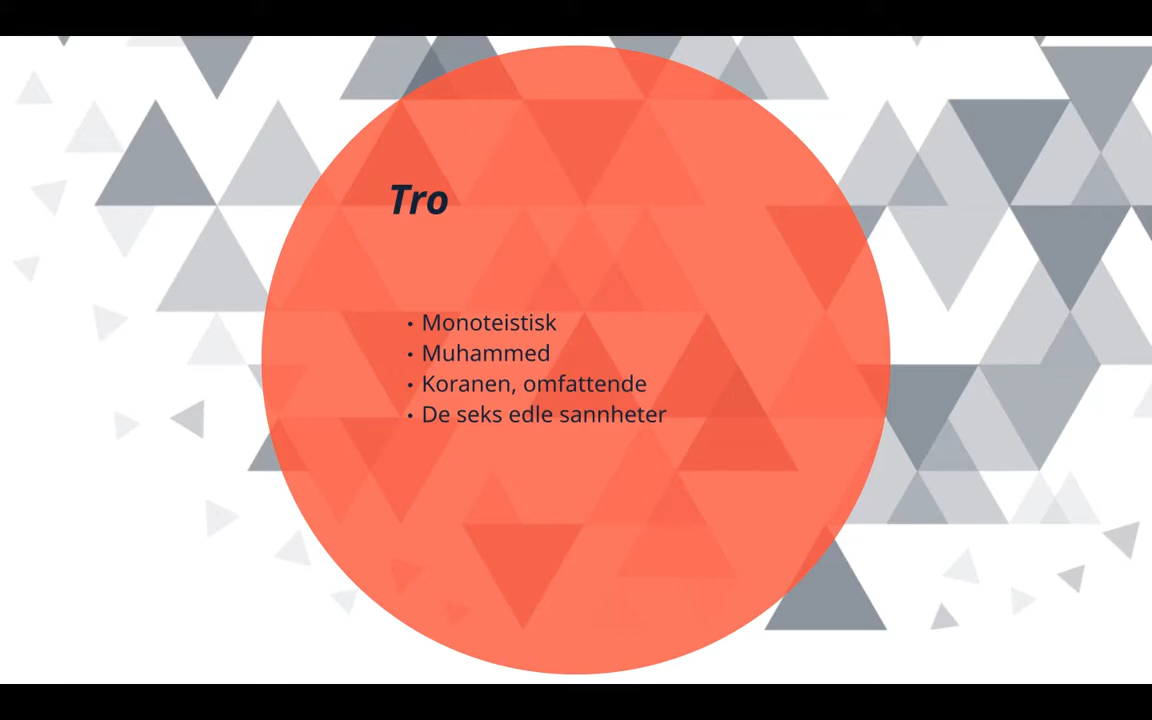 Tro
• Monoteistisk
• Muhammed
• Koranen, omfattende
• De seks edle sannheter